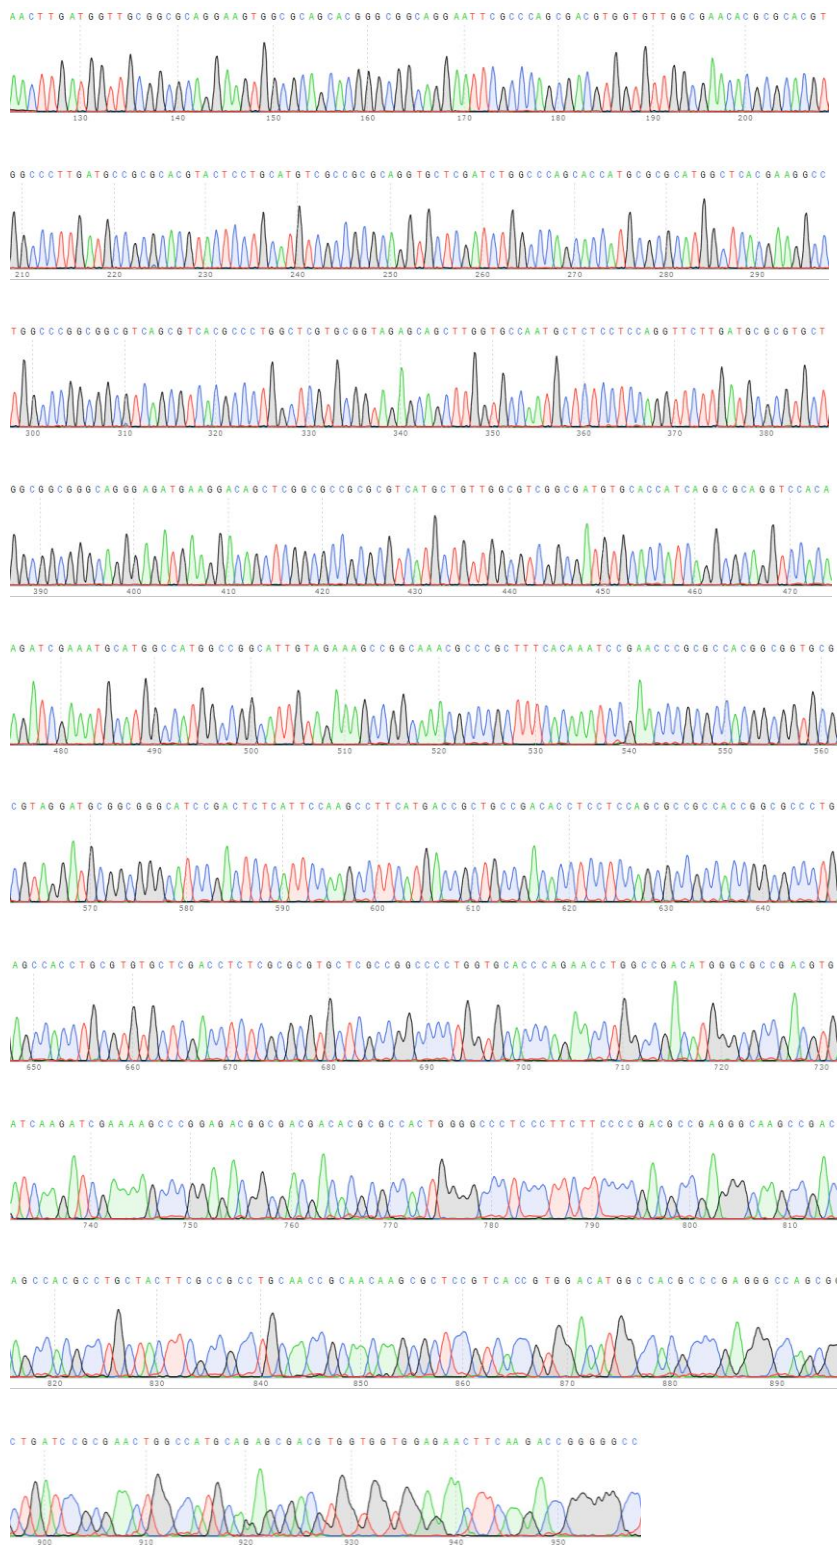 AACTTGATGGTTGCGGCGCAGGAAGTGGCGCAGCACGGGCGGCAGGAATTCGCCCAGCGACGTGGTGTTGGCGAACACGCGCACGT
130 140 150 160 170 180 190 200
GGCCCTTGATGCCGCGCACGTACTCCTGCATGTCGCCGCGCAGGTGCTCGATCTGGCCCAGCACCATGCGCGCATGGCTCACGAAGGCC
210 220 230 240 250 260 270 280 290
TGGCCCGGCGGCGTCAGCGTCACGCCCTGGCTCGTGCGGTAGAGCAGCTTGGTGCCAATGCTCTCCTCCAGGTTCTTGATGCGCGTGCT
300 310 320 330 340 350 360 370 380
GGCGGCGGGCAGGGAGATGAAGGACAGCTCGGCGCCGCGCGTCATGCTGTTGGCGTCGGCGATGTGCACCATCAGGCGCAGGTCCACA
390 400 410 420 430 440 450 460 470
AGATCGAAATGCATGGCCATGGCCGGCATTGTAGAAAGCCGGCAAACGCCCGCTTTCACAAATCCGAACCCGCGCCACGGCGGTGCG
480 490 500 510 520 530 540 550 560
CGTAGGATGCGGCGGGCATCCGACTCTCATTCCAAGCCTTCATGACCGCTGCCGACACCTCCTCCAGCGCCGCCACCGGCGCCCTG
570 580 590 600 610 620 630 640
AGCCACCTGCGTGTGCTCGACCTCTCGCGCGTGCTCGCCGGCCCCTGGTGCACCCAGAACCTGGCCGACATGGGCGCCGACGTG
650 660 670 680 690 700 710 720 730
ATCAAGATCGAAAAGCCCGGAGACGGCGACGACACGCGCCACTGGGGCCCTCCCTTCTTCCCCGACGCCGAGGGCAAGCCGAC
740 750 760 770 780 790 800 810
AGCCACGCCTGCTACTTCGCCGCCTGCAACCGCAACAAGCGCTCCGTCACCGTGGACATGGCCACGCCCGAGGGCCAGCG
820 830 840 850 860 870 880 890
CTGATCCGCGAACTGGCCATGCAGAGCGACGTGGTGGTGGAGAACTTCAAGACCGGGGGCC
900 910 920 930 940 950